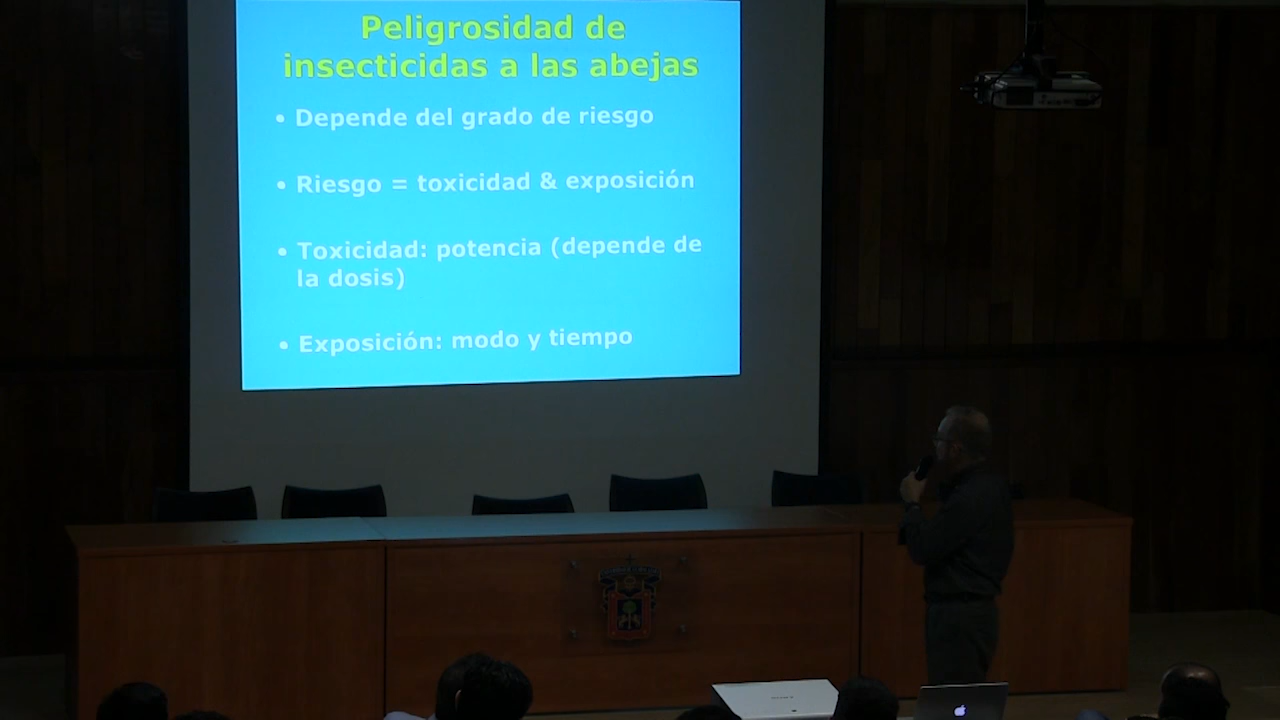 Peligrosidad de
insecticidas a las abejas
• Depende del grado de riesgo
• Riesgo = toxicidad & exposición
• Toxicidad: potencia (depende de
la dosis)
• Exposición: modo y tiempo